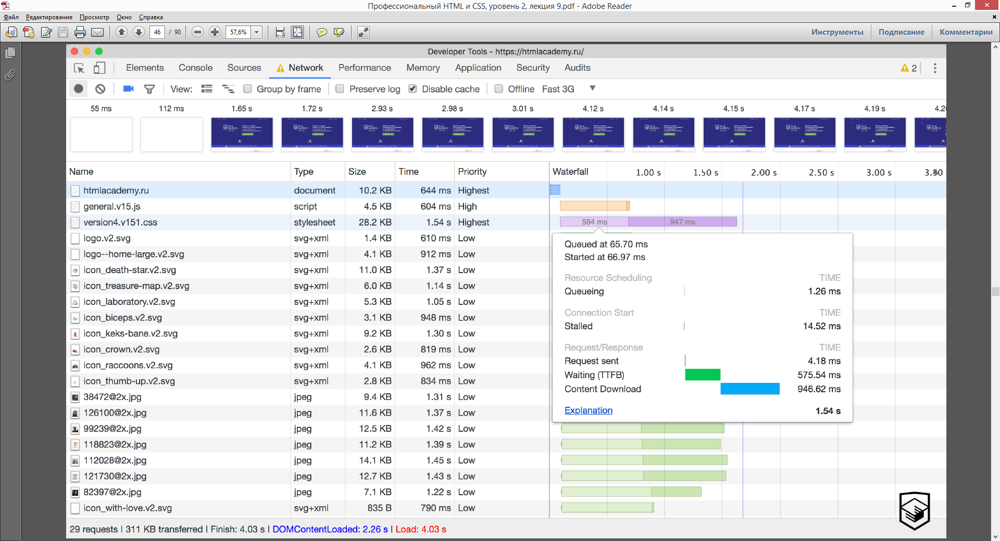 Профессиональный HTML и CSS, уровень 2, лекция 9.pdf - Adobe Reader
Файл Редактирование Просмотр Окно Справка
46 / 90 57,6% Инструменты Подписание Комментарии
Developer Tools - https://htmlacademy.ru/
Elements Console Sources Network Performance Memory Application Security Audits 2
View: Group by frame Preserve log Disable cache Offline Fast 3G
55 ms 112 ms 1.65 s 1.72 s 2.93 s 2.98 s 3.01 s 4.12 s 4.14 s 4.15 s 4.17 s 4.19 s
Name Type Size Time Priority Waterfall 1.00 s 1.50 s 2.00 s 2.50 s 3.00 s
htmlacademy.ru document 10.2 KB 644 ms Highest
general.v15.js script 4.5 KB 604 ms High
version4.v151.css stylesheet 28.2 KB 1.54 s Highest 594 ms 947 ms
logo.v2.svg svg+xml 1.4 KB 610 ms Low
logo--home-large.v2.svg svg+xml 4.1 KB 912 ms Low
icon_death-star.v2.svg svg+xml 11.0 KB 1.37 s Low
icon_treasure-map.v2.svg svg+xml 6.0 KB 1.14 s Low
icon_laboratory.v2.svg svg+xml 5.3 KB 1.05 s Low
icon_biceps.v2.svg svg+xml 3.1 KB 948 ms Low
icon_keks-bane.v2.svg svg+xml 9.2 KB 1.30 s Low
icon_crown.v2.svg svg+xml 2.6 KB 819 ms Low
icon_raccoons.v2.svg svg+xml 4.1 KB 962 ms Low
icon_thumb-up.v2.svg svg+xml 2.8 KB 834 ms Low
38472@2x.jpg jpeg 9.4 KB 1.31 s Low
126100@2x.jpg jpeg 11.6 KB 1.37 s Low
99239@2x.jpg jpeg 12.5 KB 1.42 s Low
118823@2x.jpg jpeg 11.2 KB 1.39 s Low
112028@2x.jpg jpeg 14.1 KB 1.45 s Low
121730@2x.jpg jpeg 12.7 KB 1.43 s Low
82397@2x.jpg jpeg 7.1 KB 1.22 s Low
icon_with-love.v2.svg svg+xml 835 B 790 ms Low
Queued at 65.70 ms
Started at 66.97 ms
Resource Scheduling TIME
Queueing 1.26 ms
Connection Start TIME
Stalled 14.52 ms
Request/Response TIME
Request sent 4.18 ms
Waiting (TTFB) 575.54 ms
Content Download 946.62 ms
Explanation 1.54 s
29 requests | 311 KB transferred | Finish: 4.03 s | DOMContentLoaded: 2.26 s | Load: 4.03 s